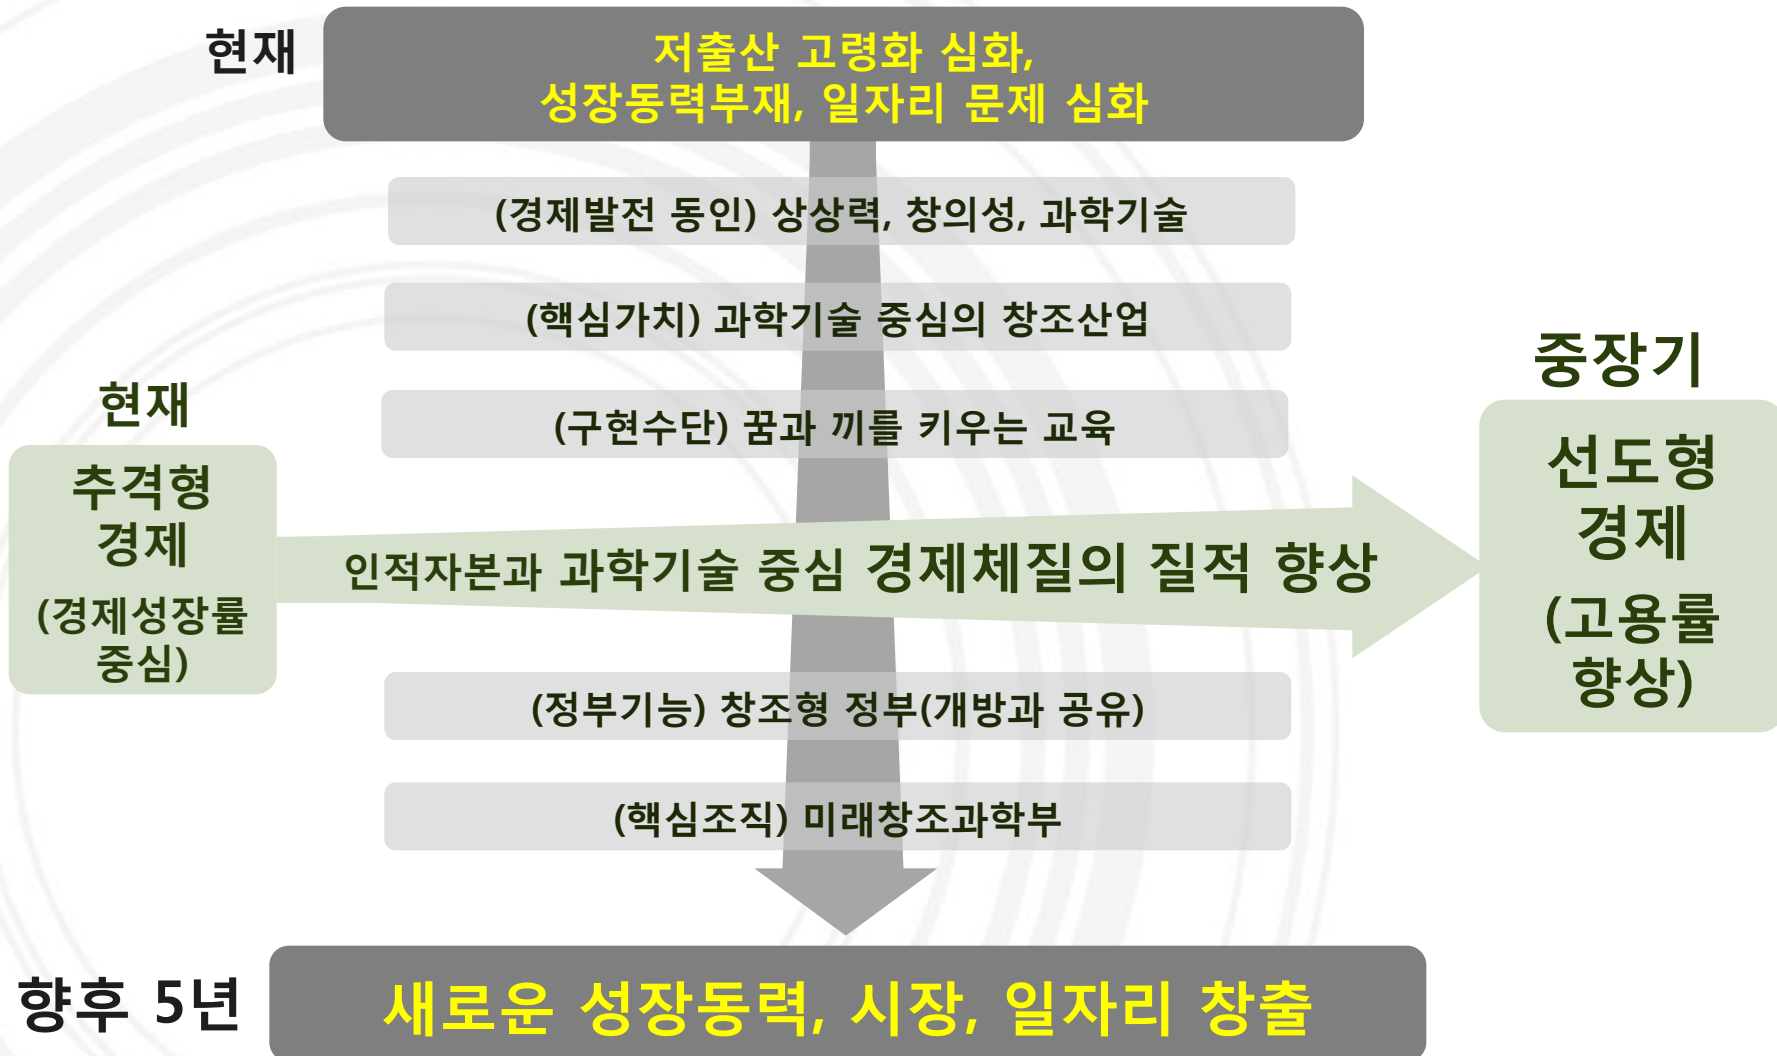 현재
저출산 고령화 심화,
성장동력부재, 일자리 문제 심화
(경제발전 동인) 상상력, 창의성, 과학기술
(핵심가치) 과학기술 중심의 창조산업
(구현수단) 꿈과 끼를 키우는 교육
현재
추격형
경제
(경제성장률
중심)
인적자본과 과학기술 중심 경제체질의 질적 향상
중장기
선도형
경제
(고용률
향상)
(정부기능) 창조형 정부(개방과 공유)
(핵심조직) 미래창조과학부
향후 5년
새로운 성장동력, 시장, 일자리 창출